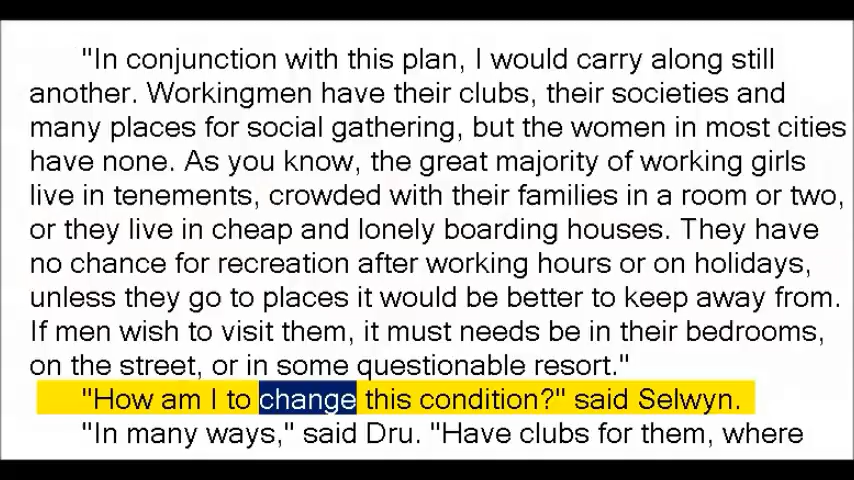 "In conjunction with this plan, I would carry along still
another. Workingmen have their clubs, their societies and
many places for social gathering, but the women in most cities
have none. As you know, the great majority of working girls
live in tenements, crowded with their families in a room or two,
or they live in cheap and lonely boarding houses. They have
no chance for recreation after working hours or on holidays,
unless they go to places it would be better to keep away from.
If men wish to visit them, it must needs be in their bedrooms,
on the street, or in some questionable resort."
"How am I to change this condition?" said Selwyn.
"In many ways," said Dru. "Have clubs for them, where